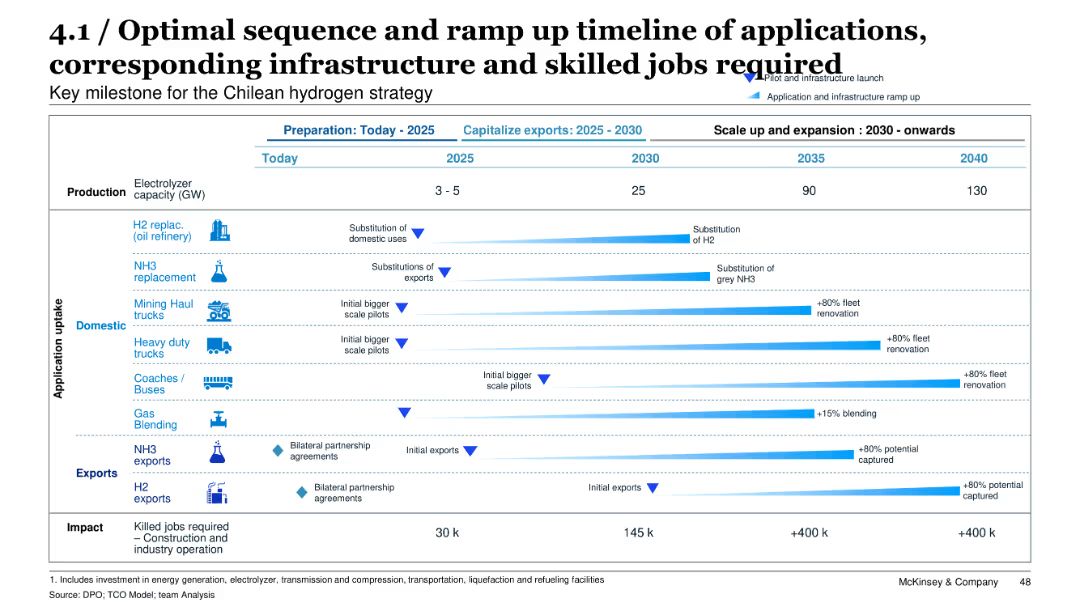 4.1 / Optimal sequence and ramp up timeline of applications,
corresponding infrastructure and skilled jobs required
Key milestone for the Chilean hydrogen strategy
Pilot and infrastructure launch
Application and infrastructure ramp up
Preparation: Today - 2025
Capitalize exports: 2025 - 2030
Scale up and expansion : 2030 - onwards
Today
2025
2030
2035
2040
Production
Electrolyzer
capacity (GW)
3 - 5
25
90
130
Application uptake
Domestic
H2 replac.
(oil refinery)
Substitution of
domestic uses
Substitution
of H2
NH3
replacement
Substitutions of
exports
Substitution of
grey NH3
Mining Haul
trucks
Initial bigger
scale pilots
+80% fleet
renovation
Heavy duty
trucks
Initial bigger
scale pilots
+80% fleet
renovation
Coaches /
Buses
Initial bigger
scale pilots
+80% fleet
renovation
Gas
Blending
+15% blending
Exports
NH3
exports
Bilateral partnership
agreements
Initial exports
+80% potential
captured
H2
exports
Bilateral partnership
agreements
Initial exports
+80% potential
captured
Impact
Killed jobs required
– Construction and
industry operation
30 k
145 k
+400 k
+400 k
1. Includes investment in energy generation, electrolyzer, transmission and compression, transportation, liquefaction and refueling facilities
Source: DPO; TCO Model; team Analysis
McKinsey & Company
48